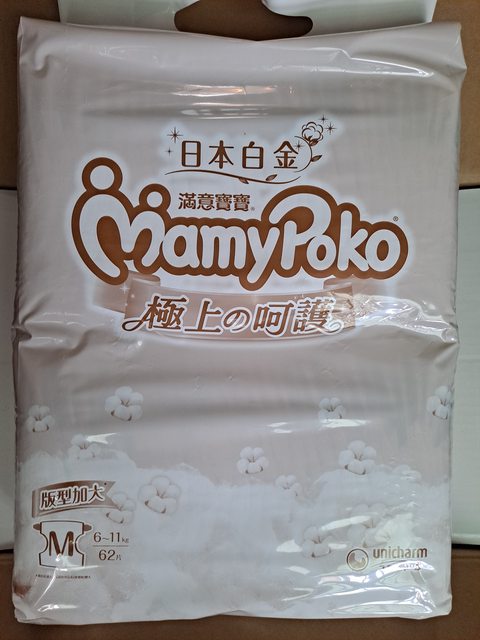 日本白金
滿意寶寶®
MamyPoko®
極上の呵護
版型加大
M
6~11kg
62片
unicharm